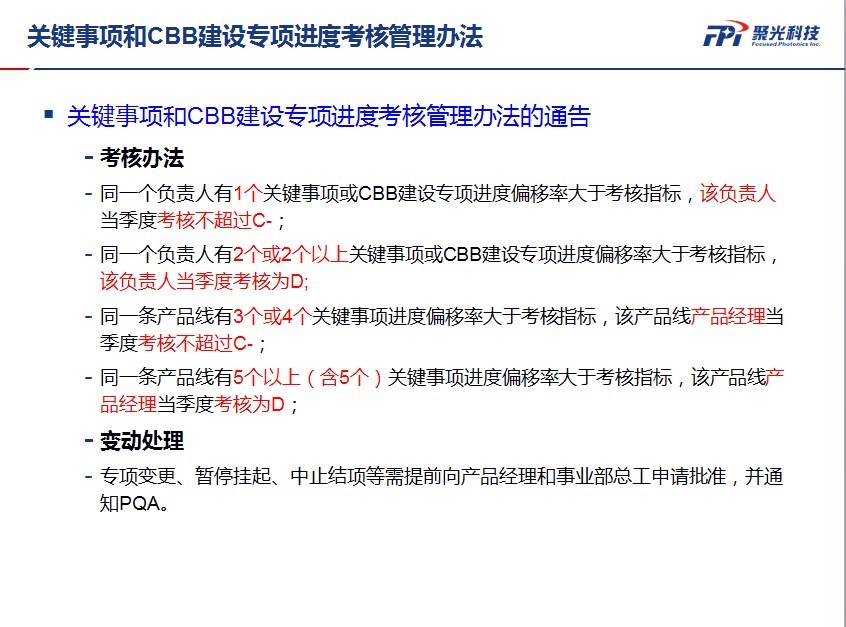 关键事项和CBB建设专项进度考核管理办法
FPI 聚光科技
Focused Photonics Inc.
▪ 关键事项和CBB建设专项进度考核管理办法的通告
- 考核办法
- 同一个负责人有1个关键事项或CBB建设专项进度偏移率大于考核指标，该负责人
当季度考核不超过C-；
- 同一个负责人有2个或2个以上关键事项或CBB建设专项进度偏移率大于考核指标，
该负责人当季度考核为D;
- 同一条产品线有3个或4个关键事项进度偏移率大于考核指标，该产品线产品经理当
季度考核不超过C-；
- 同一条产品线有5个以上（含5个）关键事项进度偏移率大于考核指标，该产品线产
品经理当季度考核为D；
- 变动处理
- 专项变更、暂停挂起、中止结项等需提前向产品经理和事业部总工申请批准，并通
知PQA。